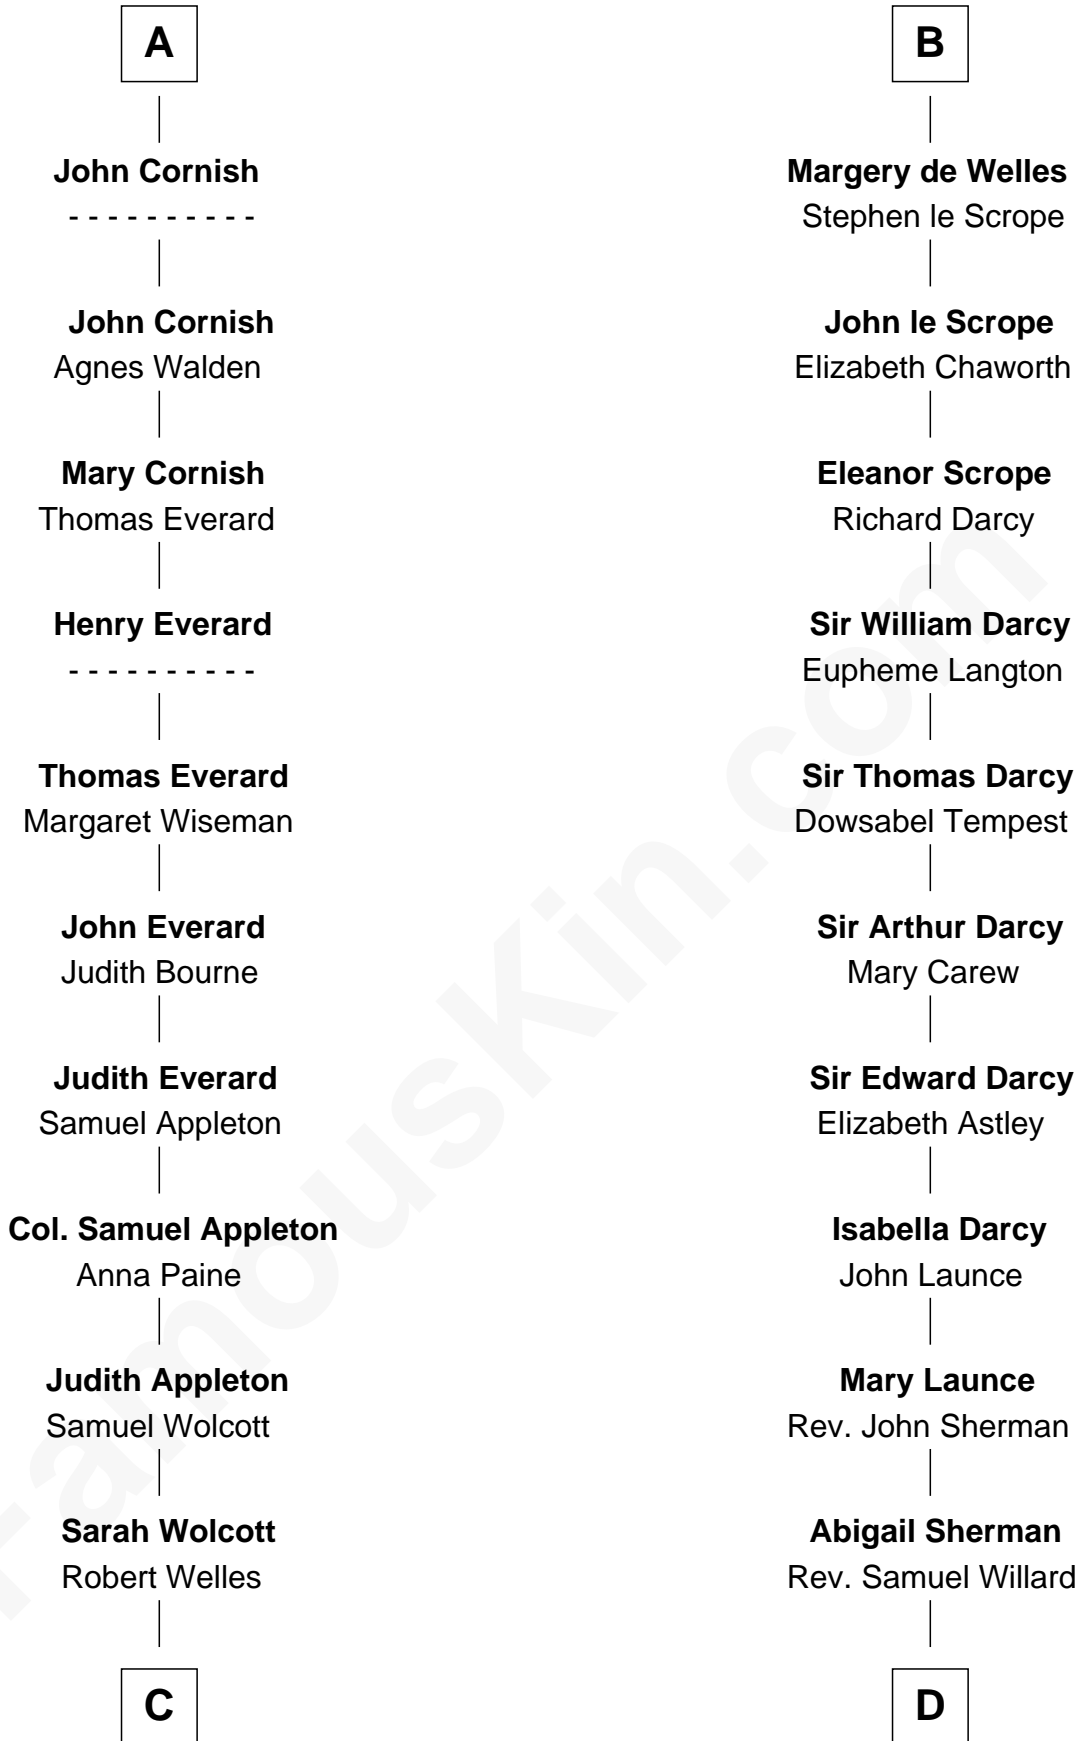 A
John Cornish
- - - - - - - - - -
John Cornish
Agnes Walden
Mary Cornish
Thomas Everard
Henry Everard
- - - - - - - - - -
Thomas Everard
Margaret Wiseman
John Everard
Judith Bourne
Judith Everard
Samuel Appleton
Col. Samuel Appleton
Anna Paine
Judith Appleton
Samuel Wolcott
Sarah Wolcott
Robert Welles
C
B
Margery de Welles
Stephen le Scrope
John le Scrope
Elizabeth Chaworth
Eleanor Scrope
Richard Darcy
Sir William Darcy
Eupheme Langton
Sir Thomas Darcy
Dowsabel Tempest
Sir Arthur Darcy
Mary Carew
Sir Edward Darcy
Elizabeth Astley
Isabella Darcy
John Launce
Mary Launce
Rev. John Sherman
Abigail Sherman
Rev. Samuel Willard
D
FamousKin.com